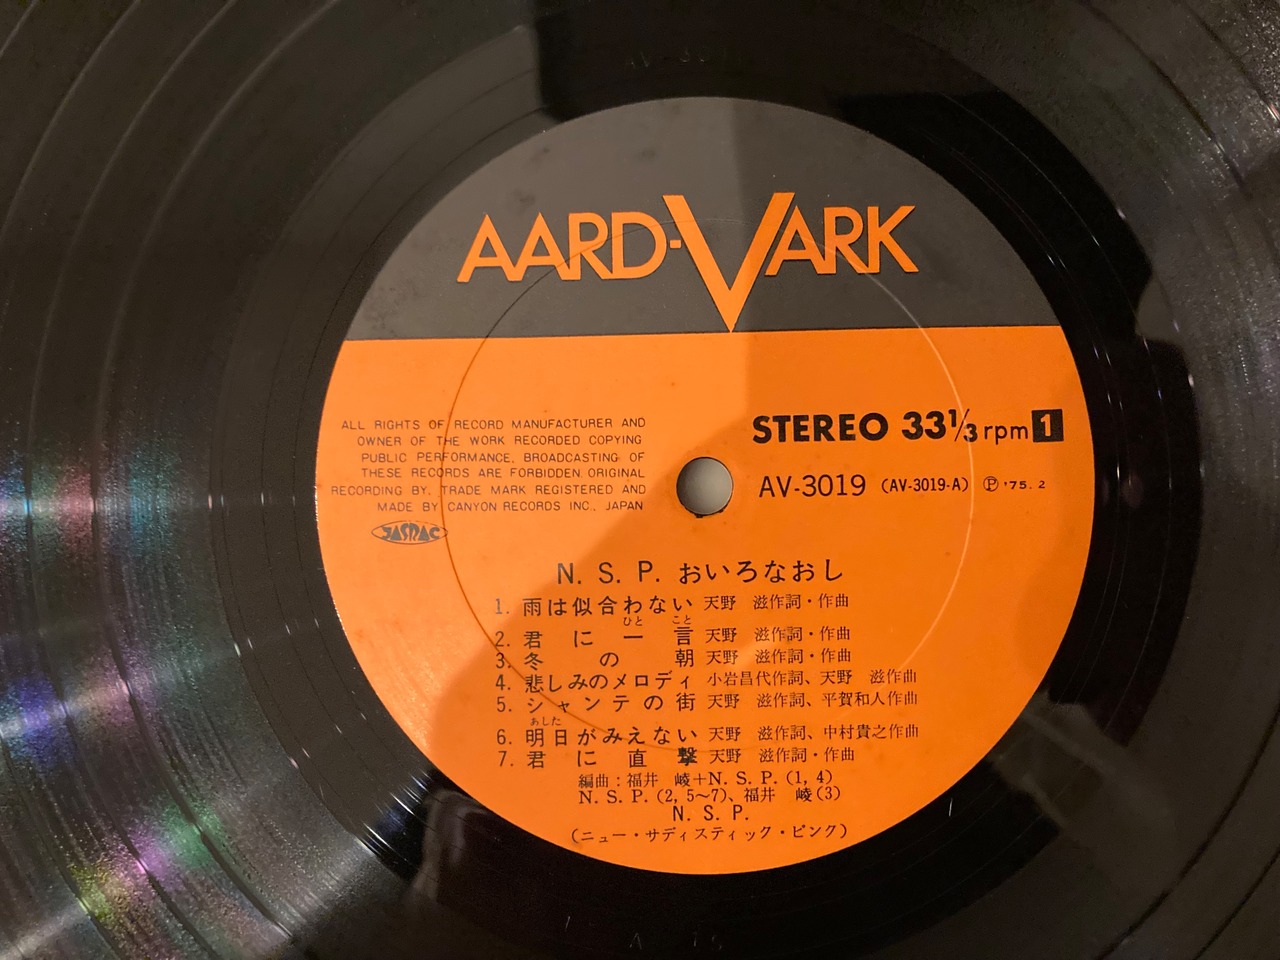 AARD-VARK
ALL RIGHTS OF RECORD MANUFACTURER AND
OWNER OF THE WORK RECORDED COPYING
PUBLIC PERFORMANCE, BROADCASTING OF
THESE RECORDS ARE FORBIDDEN ORIGINAL
RECORDING BY, TRADE MARK REGISTERED AND
MADE BY CANYON RECORDS INC., JAPAN
JASRAC
STEREO 33⅓ rpm 1
AV-3019 (AV-3019-A) Ⓟ '75. 2
N. S. P. おいろなおし
1. 雨は似合わない 天野 滋作詞・作曲
ひと こと
2. 君に一言 天野 滋作詞・作曲
3. 冬の朝 天野 滋作詞・作曲
4. 悲しみのメロディ 小岩昌代作詞、天野 滋作曲
5. シャンテの街 天野 滋作詞、平賀和人作曲
あした
6. 明日がみえない 天野 滋作詞、中村貴之作曲
7. 君に直撃 天野 滋作詞・作曲
編曲：福井 崚＋N. S. P. (1, 4)
N. S. P. (2, 5〜7)、福井 崚(3)
N. S. P.
(ニュー・サディスティック・ピンク)